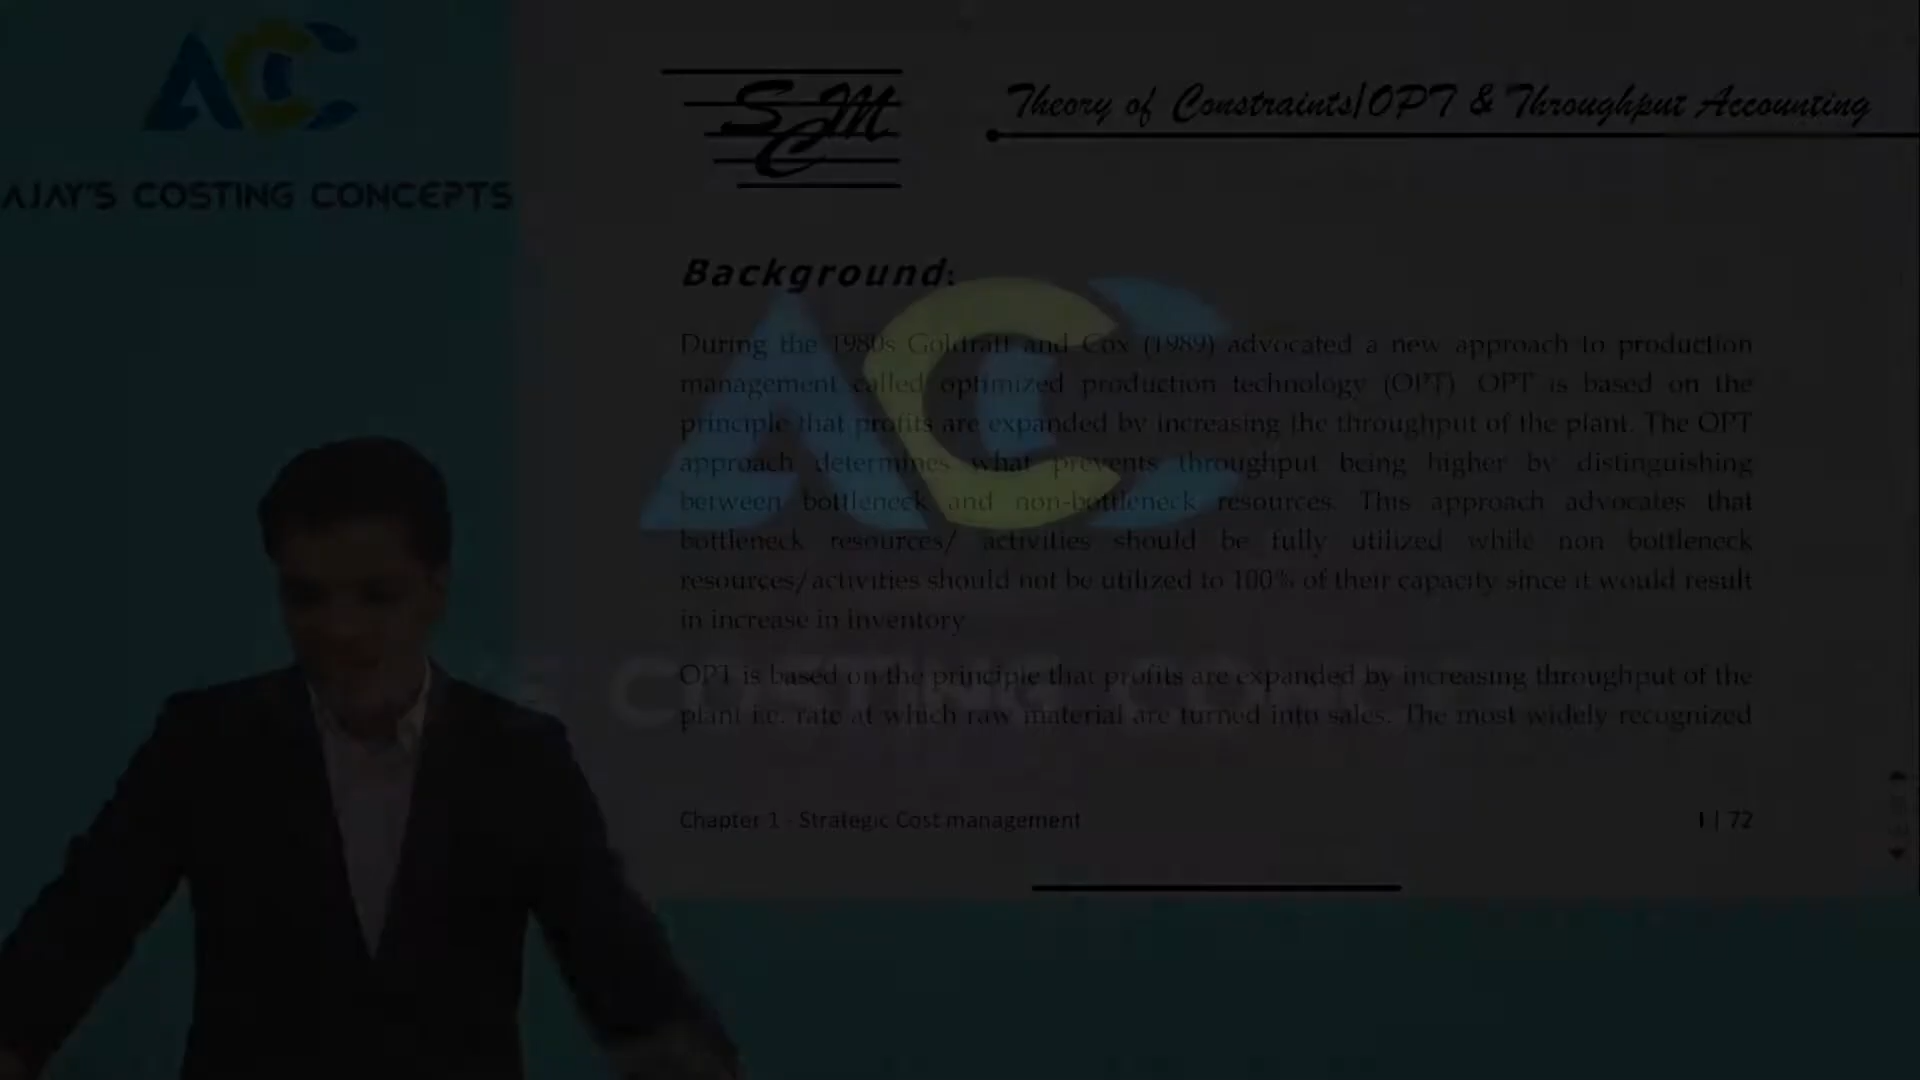 ACC
AJAY'S COSTING CONCEPTS
SCMC
Theory of Constraints/OPT & Throughput Accounting
Background:
During the 1980s Goldratt and Cox (1989) advocated a new approach to production
management called optimized production technology (OPT). OPT is based on the
principle that profits are expanded by increasing the throughput of the plant. The OPT
approach determines what prevents throughput being higher by distinguishing
between bottleneck and non-bottleneck resources. This approach advocates that
bottleneck resources/ activities should be fully utilized while non bottleneck
resources/activities should not be utilized to 100% of their capacity since it would result
in increase in inventory
OPT is based on the principle that profits are expanded by increasing throughput of the
plant i.e. rate at which raw material are turned into sales. The most widely recognized
Chapter 1 - Strategic Cost management
1 | 72
ACC
COSTING CONCE